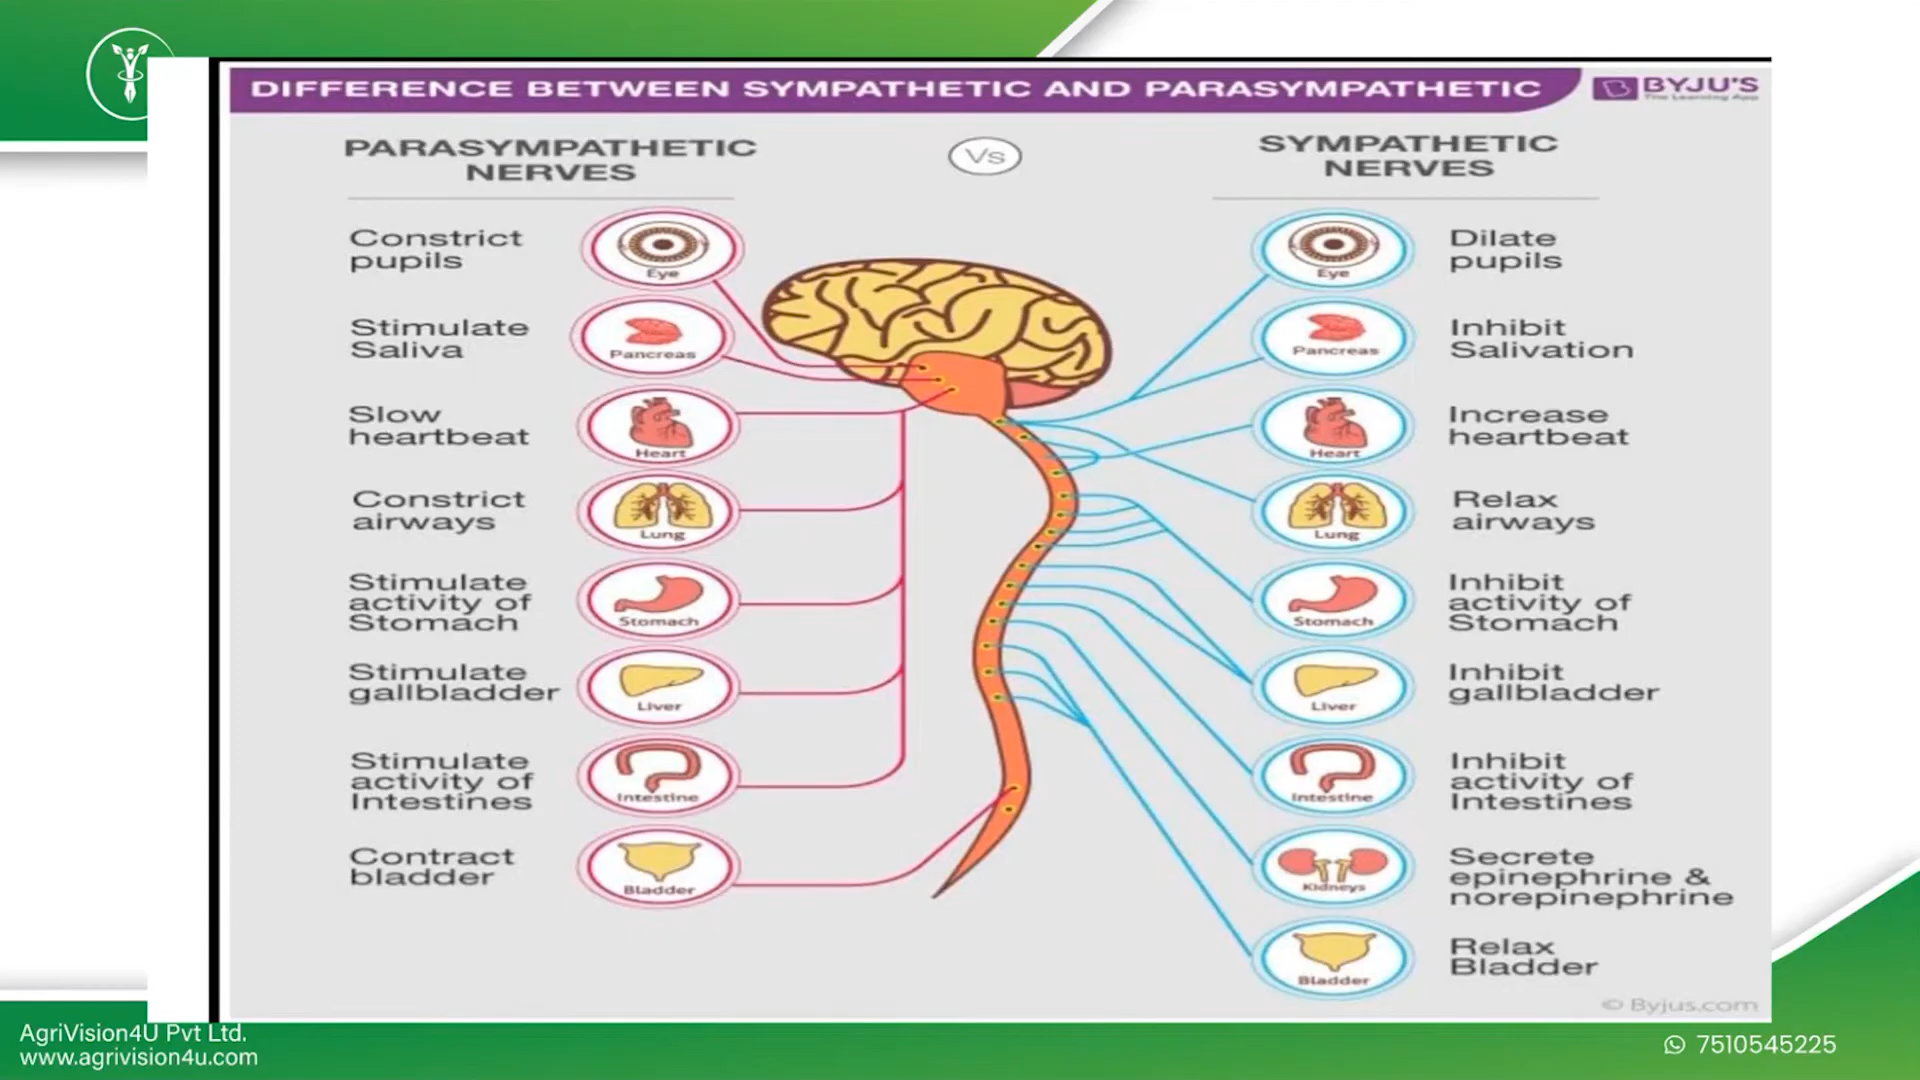 DIFFERENCE BETWEEN SYMPATHETIC AND PARASYMPATHETIC
BYJU'S
The Learning App
PARASYMPATHETIC
NERVES
Vs
SYMPATHETIC
NERVES
Constrict
pupils
Eye
Stimulate
Saliva
Pancreas
Slow
heartbeat
Heart
Constrict
airways
Lung
Stimulate
activity of
Stomach
Stomach
Stimulate
gallbladder
Liver
Stimulate
activity of
Intestines
Intestine
Contract
bladder
Bladder
Eye
Dilate
pupils
Pancreas
Inhibit
Salivation
Heart
Increase
heartbeat
Lung
Relax
airways
Stomach
Inhibit
activity of
Stomach
Liver
Inhibit
gallbladder
Intestine
Inhibit
activity of
Intestines
Kidneys
Secrete
epinephrine &
norepinephrine
Bladder
Relax
Bladder
© Byjus.com
AgriVision4U Pvt Ltd.
www.agrivision4u.com
7510545225